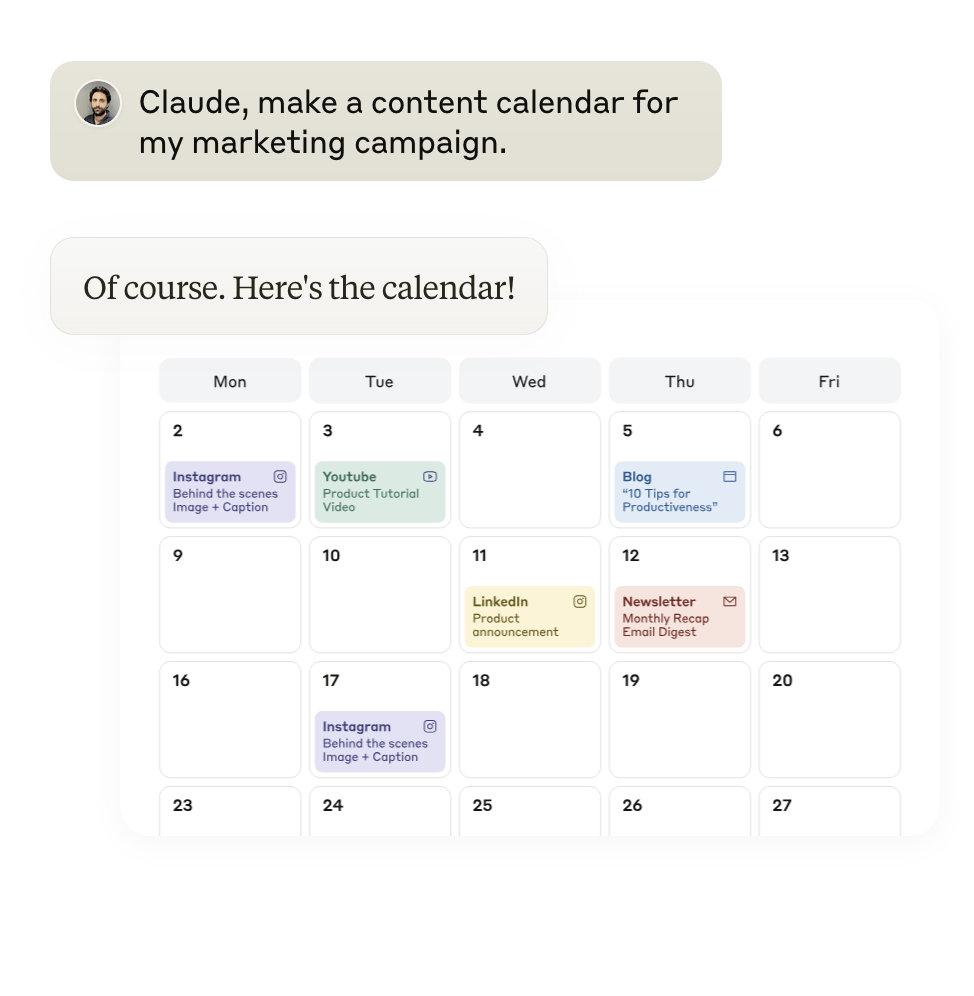 Claude, make a content calendar for
my marketing campaign.
Of course. Here's the calendar!
Mon Tue Wed Thu Fri
2 3 4 5 6
Instagram Youtube Blog
Behind the scenes Product Tutorial “10 Tips for
Image + Caption Video Productiveness”
9 10 11 12 13
LinkedIn Newsletter
Product Monthly Recap
announcement Email Digest
16 17 18 19 20
Instagram
Behind the scenes
Image + Caption
23 24 25 26 27